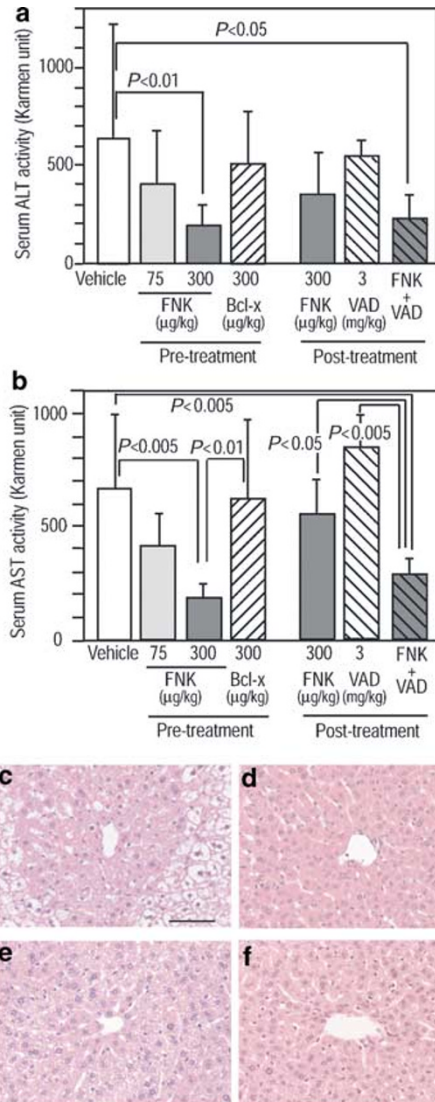 a
P<0.05
P<0.01
Serum ALT activity (Karmen unit)
1000
500
0
Vehicle 75 300 300 300 3 FNK
FNK Bcl-x FNK VAD +
(μg/kg) (μg/kg) (μg/kg) (mg/kg) VAD
Pre-treatment Post-treatment
b
P<0.005
P<0.005 P<0.01 P<0.05 P<0.005
Serum AST activity (Karmen unit)
1000
500
0
Vehicle 75 300 300 300 3 FNK
FNK Bcl-x FNK VAD +
(μg/kg) (μg/kg) (μg/kg) (mg/kg) VAD
Pre-treatment Post-treatment
c d
e f